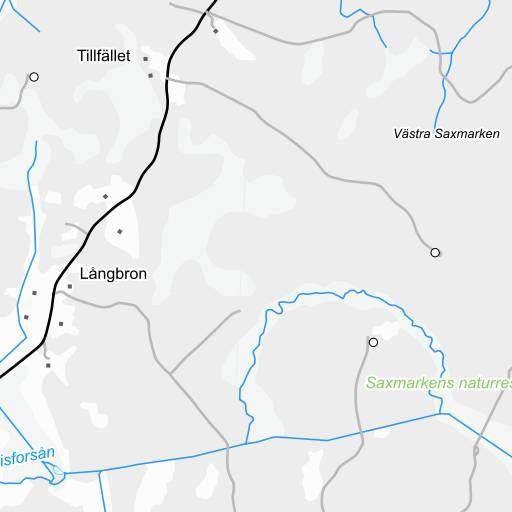 Tillfället
Västra Saxmarken
Långbron
Saxmarkens naturres
isforsån